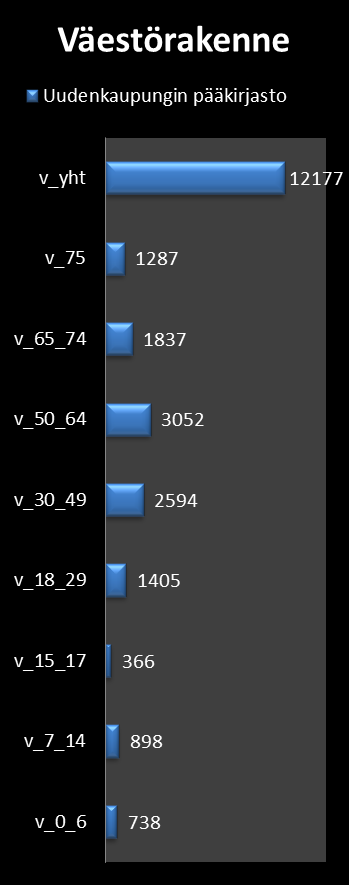 Väestörakenne
Uudenkaupungin pääkirjasto
v_yht 12177
v_75 1287
v_65_74 1837
v_50_64 3052
v_30_49 2594
v_18_29 1405
v_15_17 366
v_7_14 898
v_0_6 738